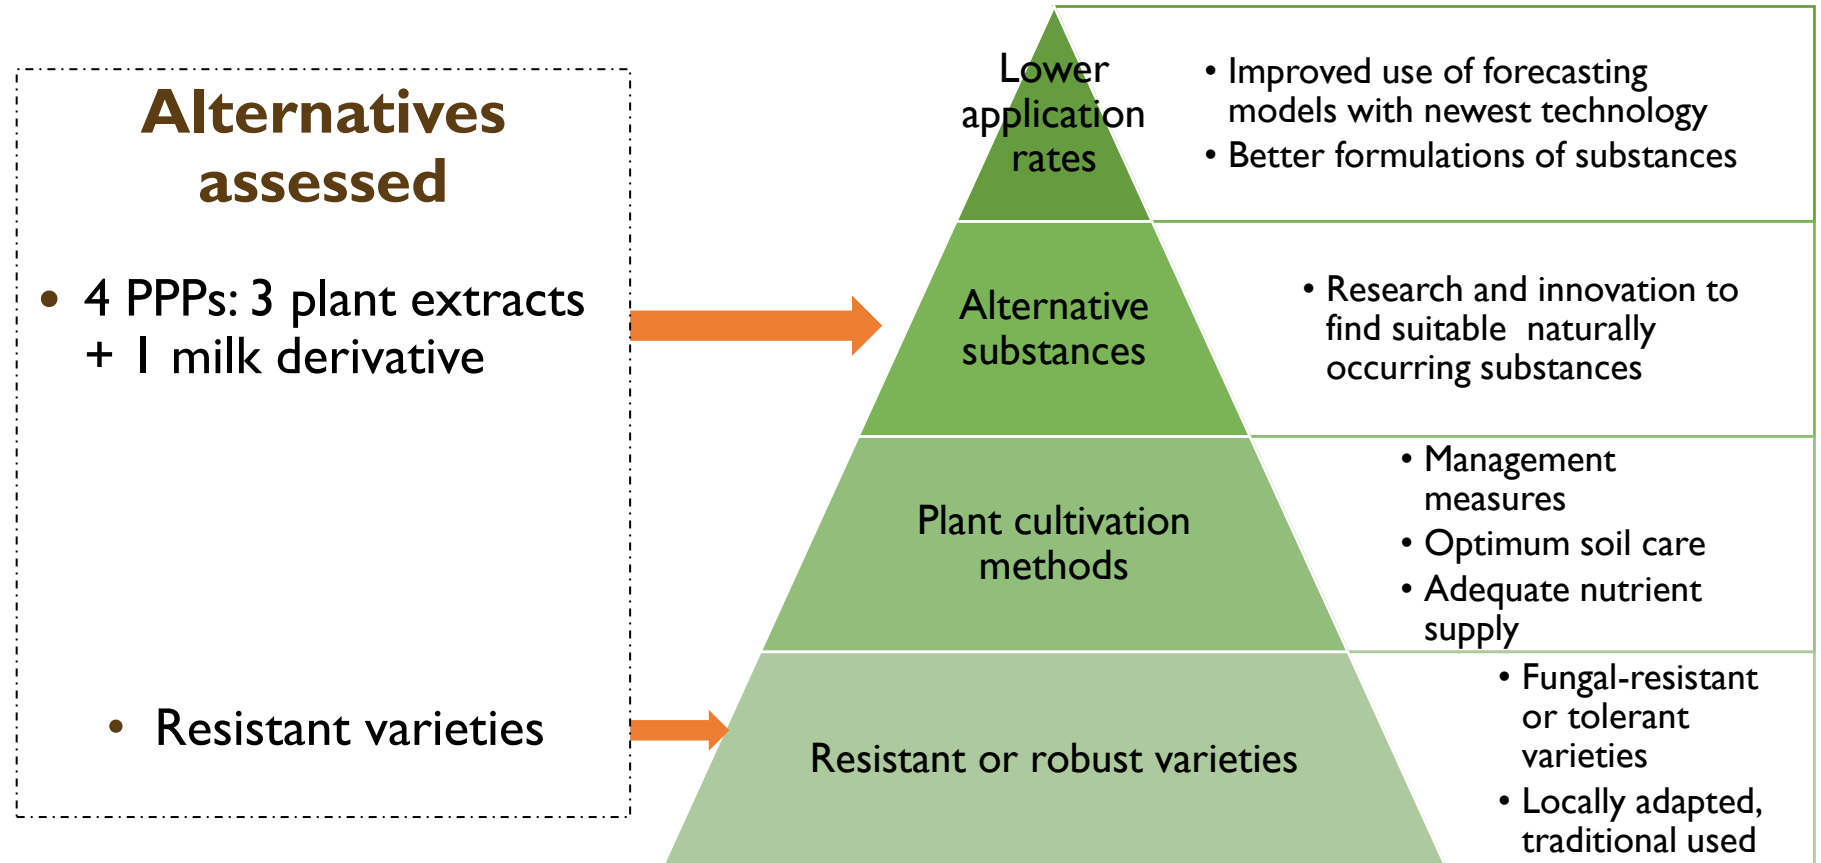 Alternatives
assessed
• 4 PPPs: 3 plant extracts
+ 1 milk derivative
• Resistant varieties
Lower
application
rates
• Improved use of forecasting
models with newest technology
• Better formulations of substances
Alternative
substances
• Research and innovation to
find suitable naturally
occurring substances
Plant cultivation
methods
• Management
measures
• Optimum soil care
• Adequate nutrient
supply
Resistant or robust varieties
• Fungal-resistant
or tolerant
varieties
• Locally adapted,
traditional used